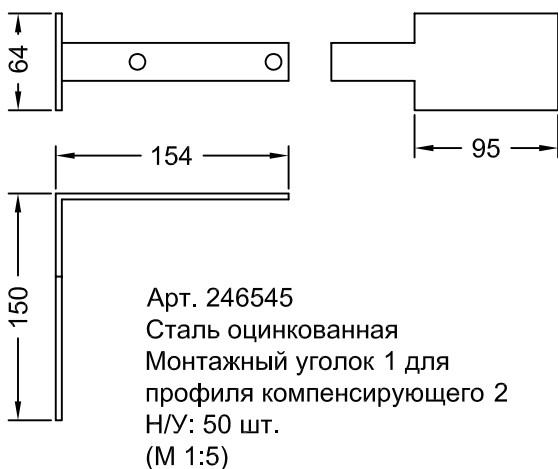 64
154
95
150
Арт. 246545
Сталь оцинкованная
Монтажный уголок 1 для
профиля компенсирующего 2
Н/У: 50 шт.
(М 1:5)